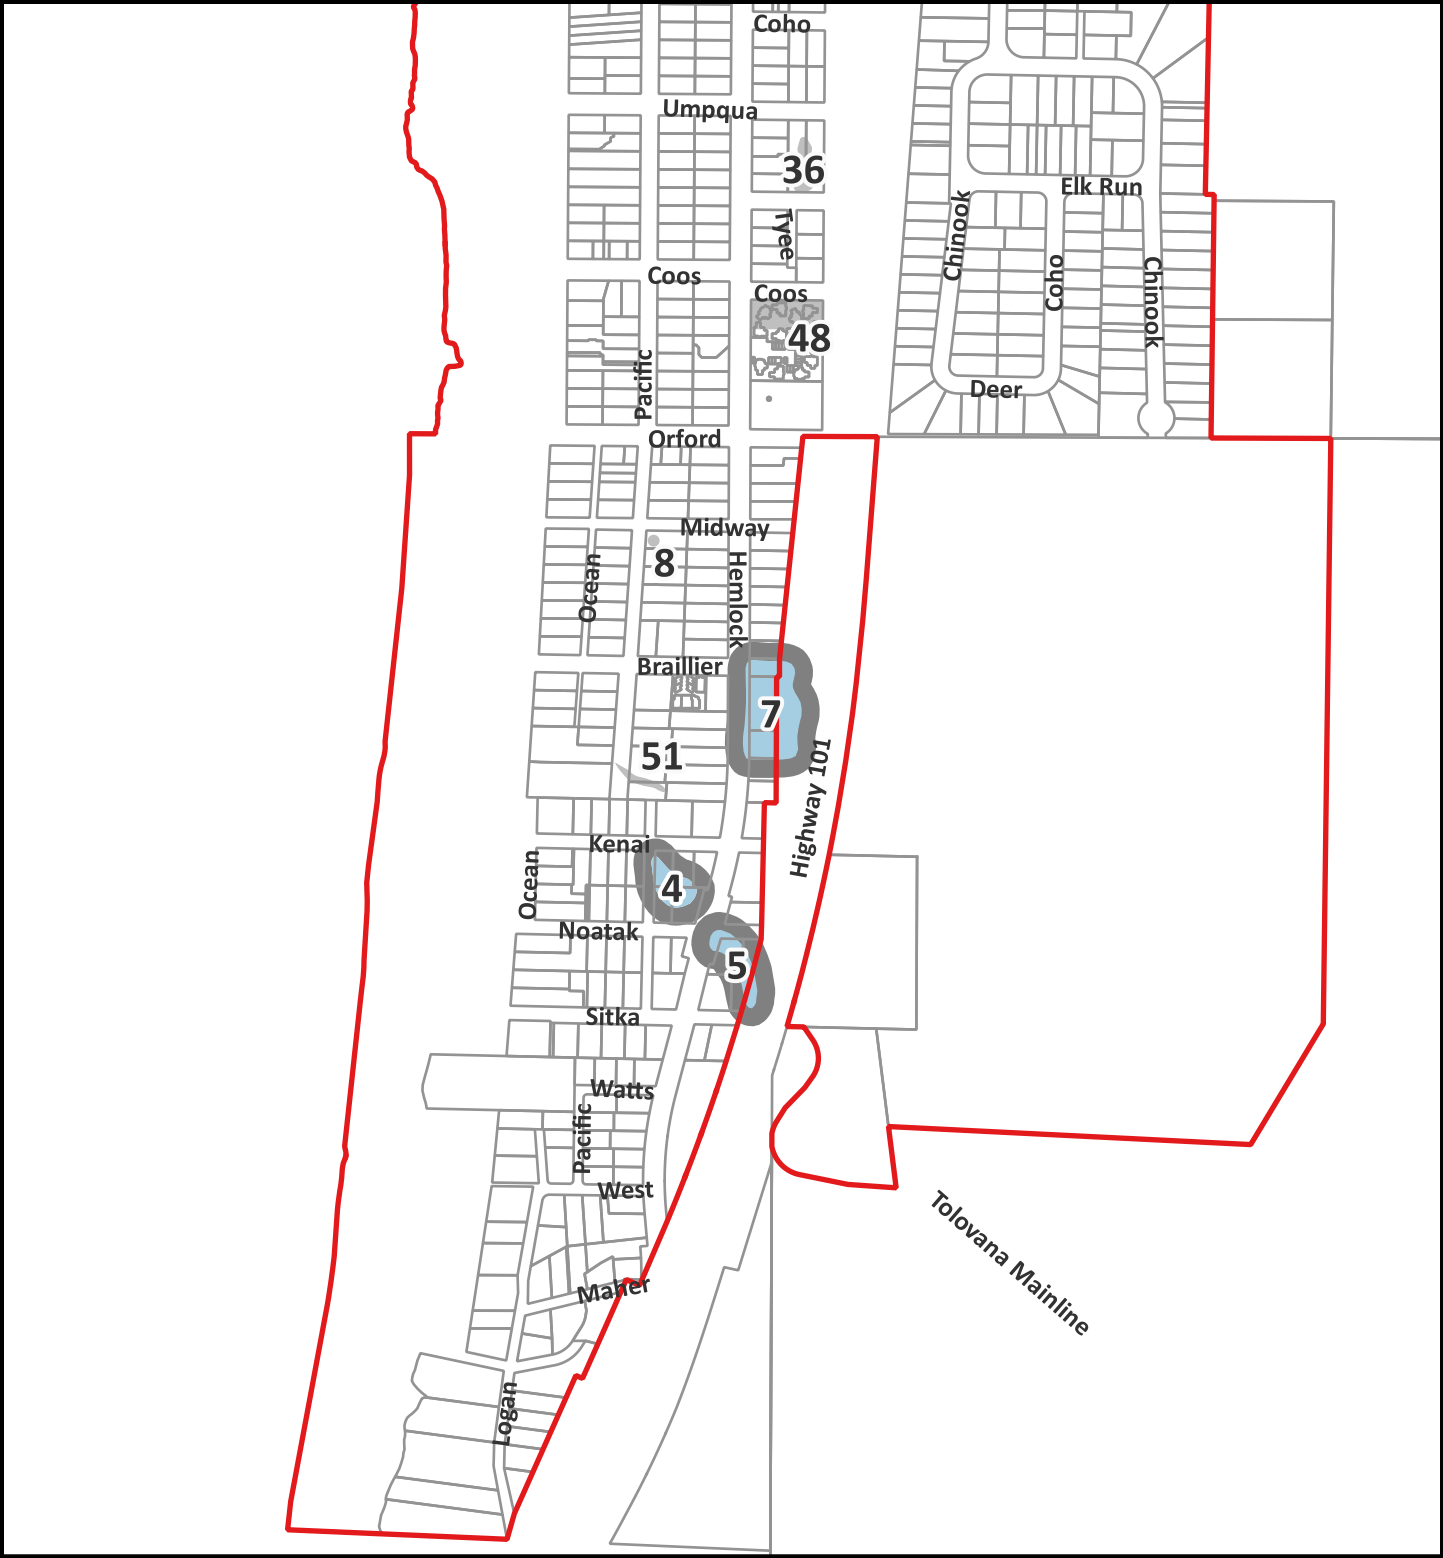 Coho
Umpqua
36
Elk Run
Chinook
Tyee
Coos
Coos
Coho
Chinook
48
Pacific
Deer
Orford
Midway
8
Ocean
Hemlock
Braillier
7
51
Highway 101
Kenai
Ocean
4
Noatak
5
Sitka
Watts
Pacific
West
Tolovana Mainline
Maher
Logan